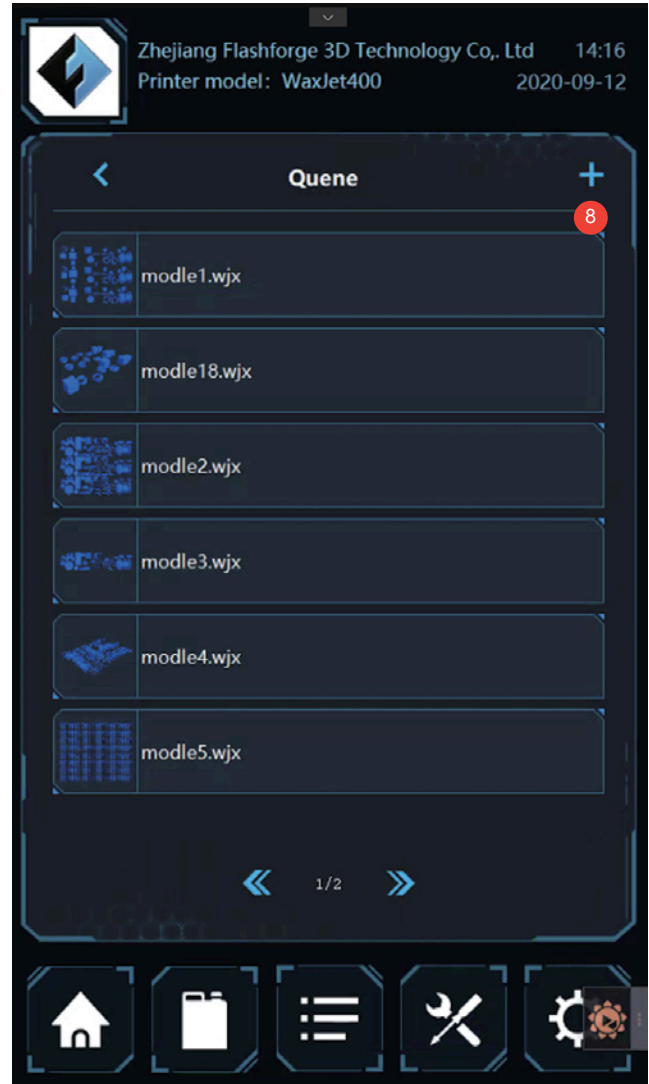 Zhejiang Flashforge 3D Technology Co,. Ltd 14:16
Printer model: WaxJet400 2020-09-12
Quene
8
modle1.wjx
modle18.wjx
modle2.wjx
modle3.wjx
modle4.wjx
modle5.wjx
1/2